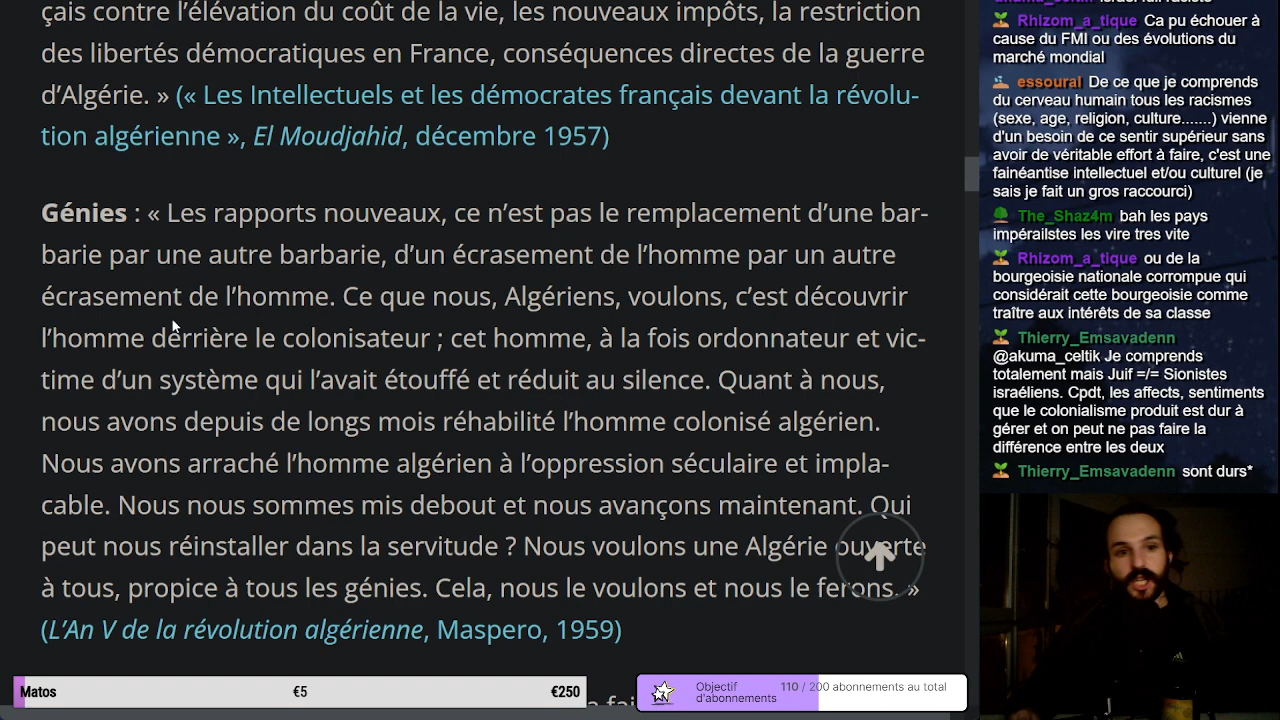 çais contre l’élévation du coût de la vie, les nouveaux impôts, la restriction
des libertés démocratiques en France, conséquences directes de la guerre
d’Algérie. » (« Les Intellectuels et les démocrates français devant la révolu-
tion algérienne », El Moudjahid, décembre 1957)
Génies : « Les rapports nouveaux, ce n’est pas le remplacement d’une bar-
barie par une autre barbarie, d’un écrasement de l’homme par un autre
écrasement de l’homme. Ce que nous, Algériens, voulons, c’est découvrir
l’homme derrière le colonisateur ; cet homme, à la fois ordonnateur et vic-
time d’un système qui l’avait étouffé et réduit au silence. Quant à nous,
nous avons depuis de longs mois réhabilité l’homme colonisé algérien.
Nous avons arraché l’homme algérien à l’oppression séculaire et impla-
cable. Nous nous sommes mis debout et nous avançons maintenant. Qui
peut nous réinstaller dans la servitude ? Nous voulons une Algérie ouverte
à tous, propice à tous les génies. Cela, nous le voulons et nous le ferons. »
(L’An V de la révolution algérienne, Maspero, 1959)
Matos €5 €250
Objectif
d'abonnements
110 / 200 abonnements au total
Rhizom_a_tique Ca pu échouer à
cause du FMI ou des évolutions du
marché mondial
essoural De ce que je comprends
du cerveau humain tous les racismes
(sexe, age, religion, culture.......) vienne
d'un besoin de ce sentir supérieur sans
avoir de véritable effort à faire, c'est une
fainéantise intellectuel et/ou culturel (je
sais je fait un gros raccourci)
The_Shaz4m bah les pays
impérailstes les vire tres vite
Rhizom_a_tique ou de la
bourgeoisie nationale corrompue qui
considérait cette bourgeoisie comme
traître aux intérêts de sa classe
Thierry_Emsavadenn
@akuma_celtik Je comprends
totalement mais Juif =/= Sionistes
israéliens. Cpdt, les affects, sentiments
que le colonialisme produit est dur à
gérer et on peut ne pas faire la
différence entre les deux
Thierry_Emsavadenn sont durs*